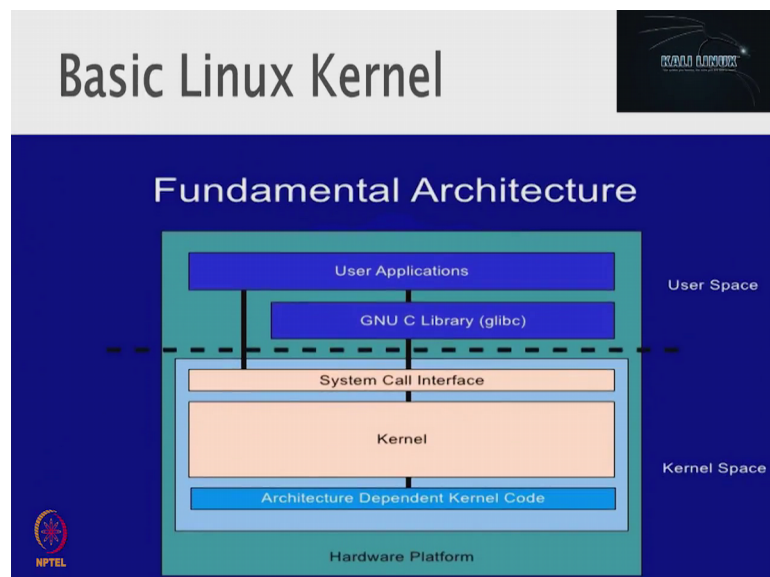 Basic Linux Kernel
KALI LINUX
Fundamental Architecture
User Applications
User Space
GNU C Library (glibc)
System Call Interface
Kernel
Kernel Space
Architecture Dependent Kernel Code
Hardware Platform
NPTEL